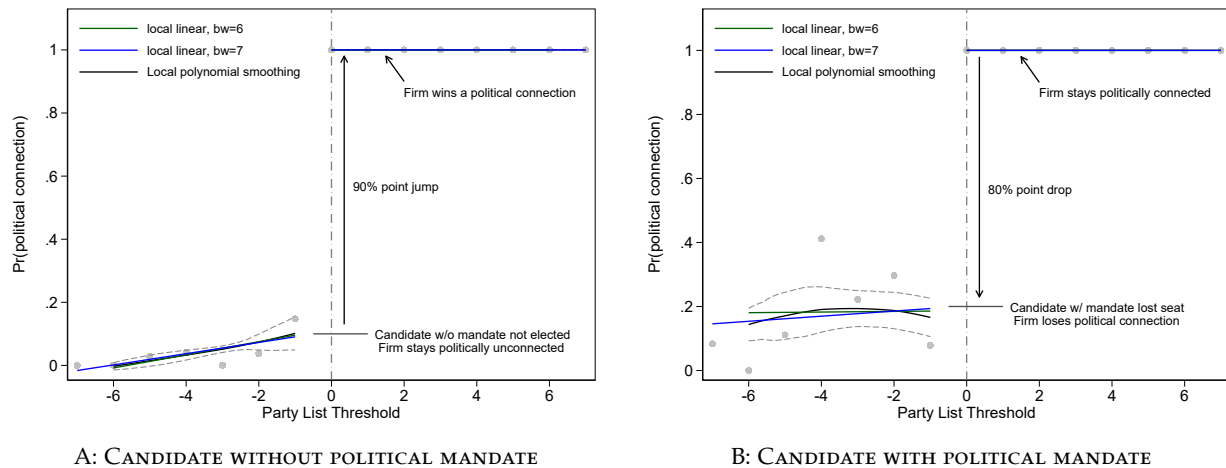 local linear, bw=6
local linear, bw=7
Local polynomial smoothing
Firm wins a political connection
90% point jump
Candidate w/o mandate not elected
Firm stays politically unconnected
Pr(political connection)
1
.8
.6
.4
.2
0
-6
-4
-2
0
2
4
6
Party List Threshold
A: Candidate without political mandate
local linear, bw=6
local linear, bw=7
Local polynomial smoothing
Firm stays politically connected
80% point drop
Candidate w/ mandate lost seat
Firm loses political connection
Pr(political connection)
1
.8
.6
.4
.2
0
-6
-4
-2
0
2
4
6
Party List Threshold
B: Candidate with political mandate